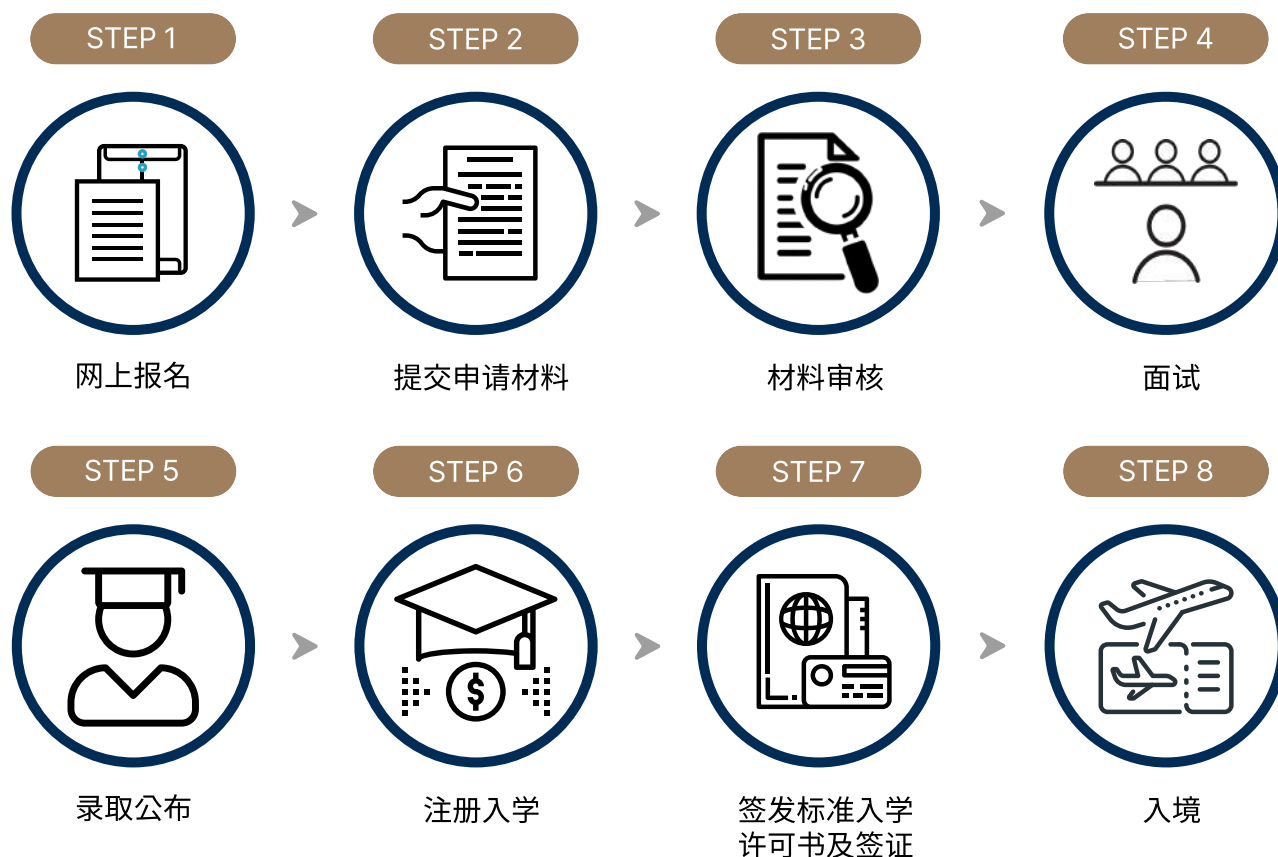 STEP 1
STEP 2
STEP 3
STEP 4
网上报名
提交申请材料
材料审核
面试
STEP 5
STEP 6
STEP 7
STEP 8
$
录取公布
注册入学
签发标准入学
许可书及签证
入境